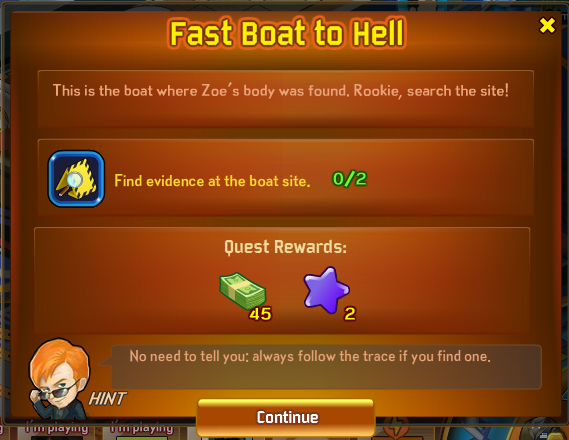 Fast Boat to Hell
This is the boat where Zoe's body was found. Rookie, search the site!
Find evidence at the boat site. 0/2
Quest Rewards:
45 2
No need to tell you: always follow the trace if you find one.
HINT
Continue
I'm playing I'm playing